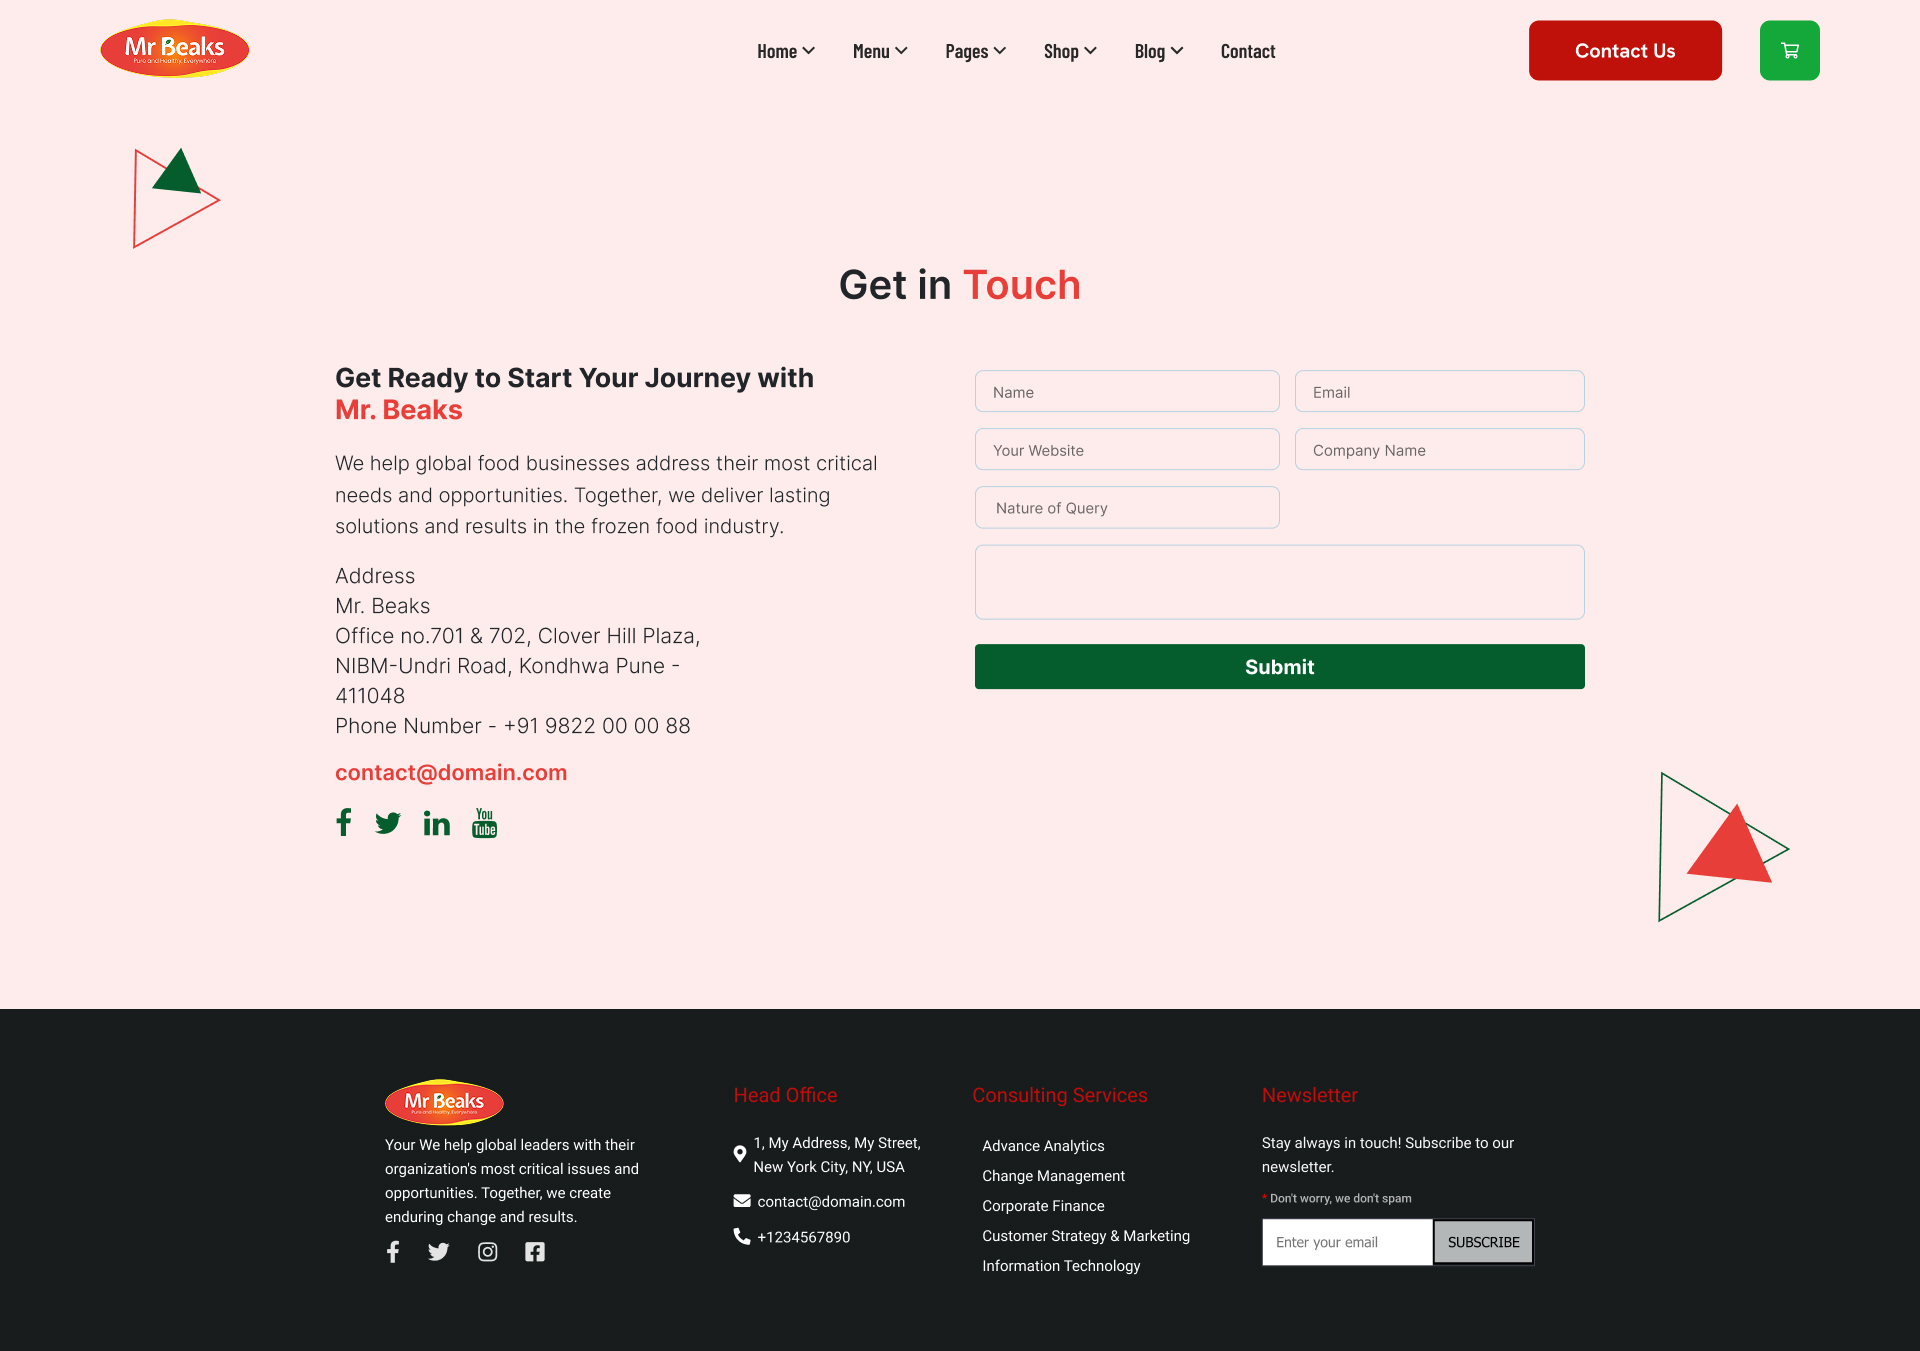 Mr Beaks
Pure and Healthy, Everywhere
Home
Menu
Pages
Shop
Blog
Contact
Contact Us
Get in Touch
Get Ready to Start Your Journey with
Mr. Beaks
We help global food businesses address their most critical
needs and opportunities. Together, we deliver lasting
solutions and results in the frozen food industry.
Address
Mr. Beaks
Office no.701 & 702, Clover Hill Plaza,
NIBM-Undri Road, Kondhwa Pune -
411048
Phone Number - +91 9822 00 00 88
contact@domain.com
You
Tube
Name
Email
Your Website
Company Name
Nature of Query
Submit
Mr Beaks
Pure and Healthy, Everywhere
Your We help global leaders with their
organization's most critical issues and
opportunities. Together, we create
enduring change and results.
Head Office
1, My Address, My Street,
New York City, NY, USA
contact@domain.com
+1234567890
Consulting Services
Advance Analytics
Change Management
Corporate Finance
Customer Strategy & Marketing
Information Technology
Newsletter
Stay always in touch! Subscribe to our
newsletter.
* Don't worry, we don't spam
Enter your email
SUBSCRIBE